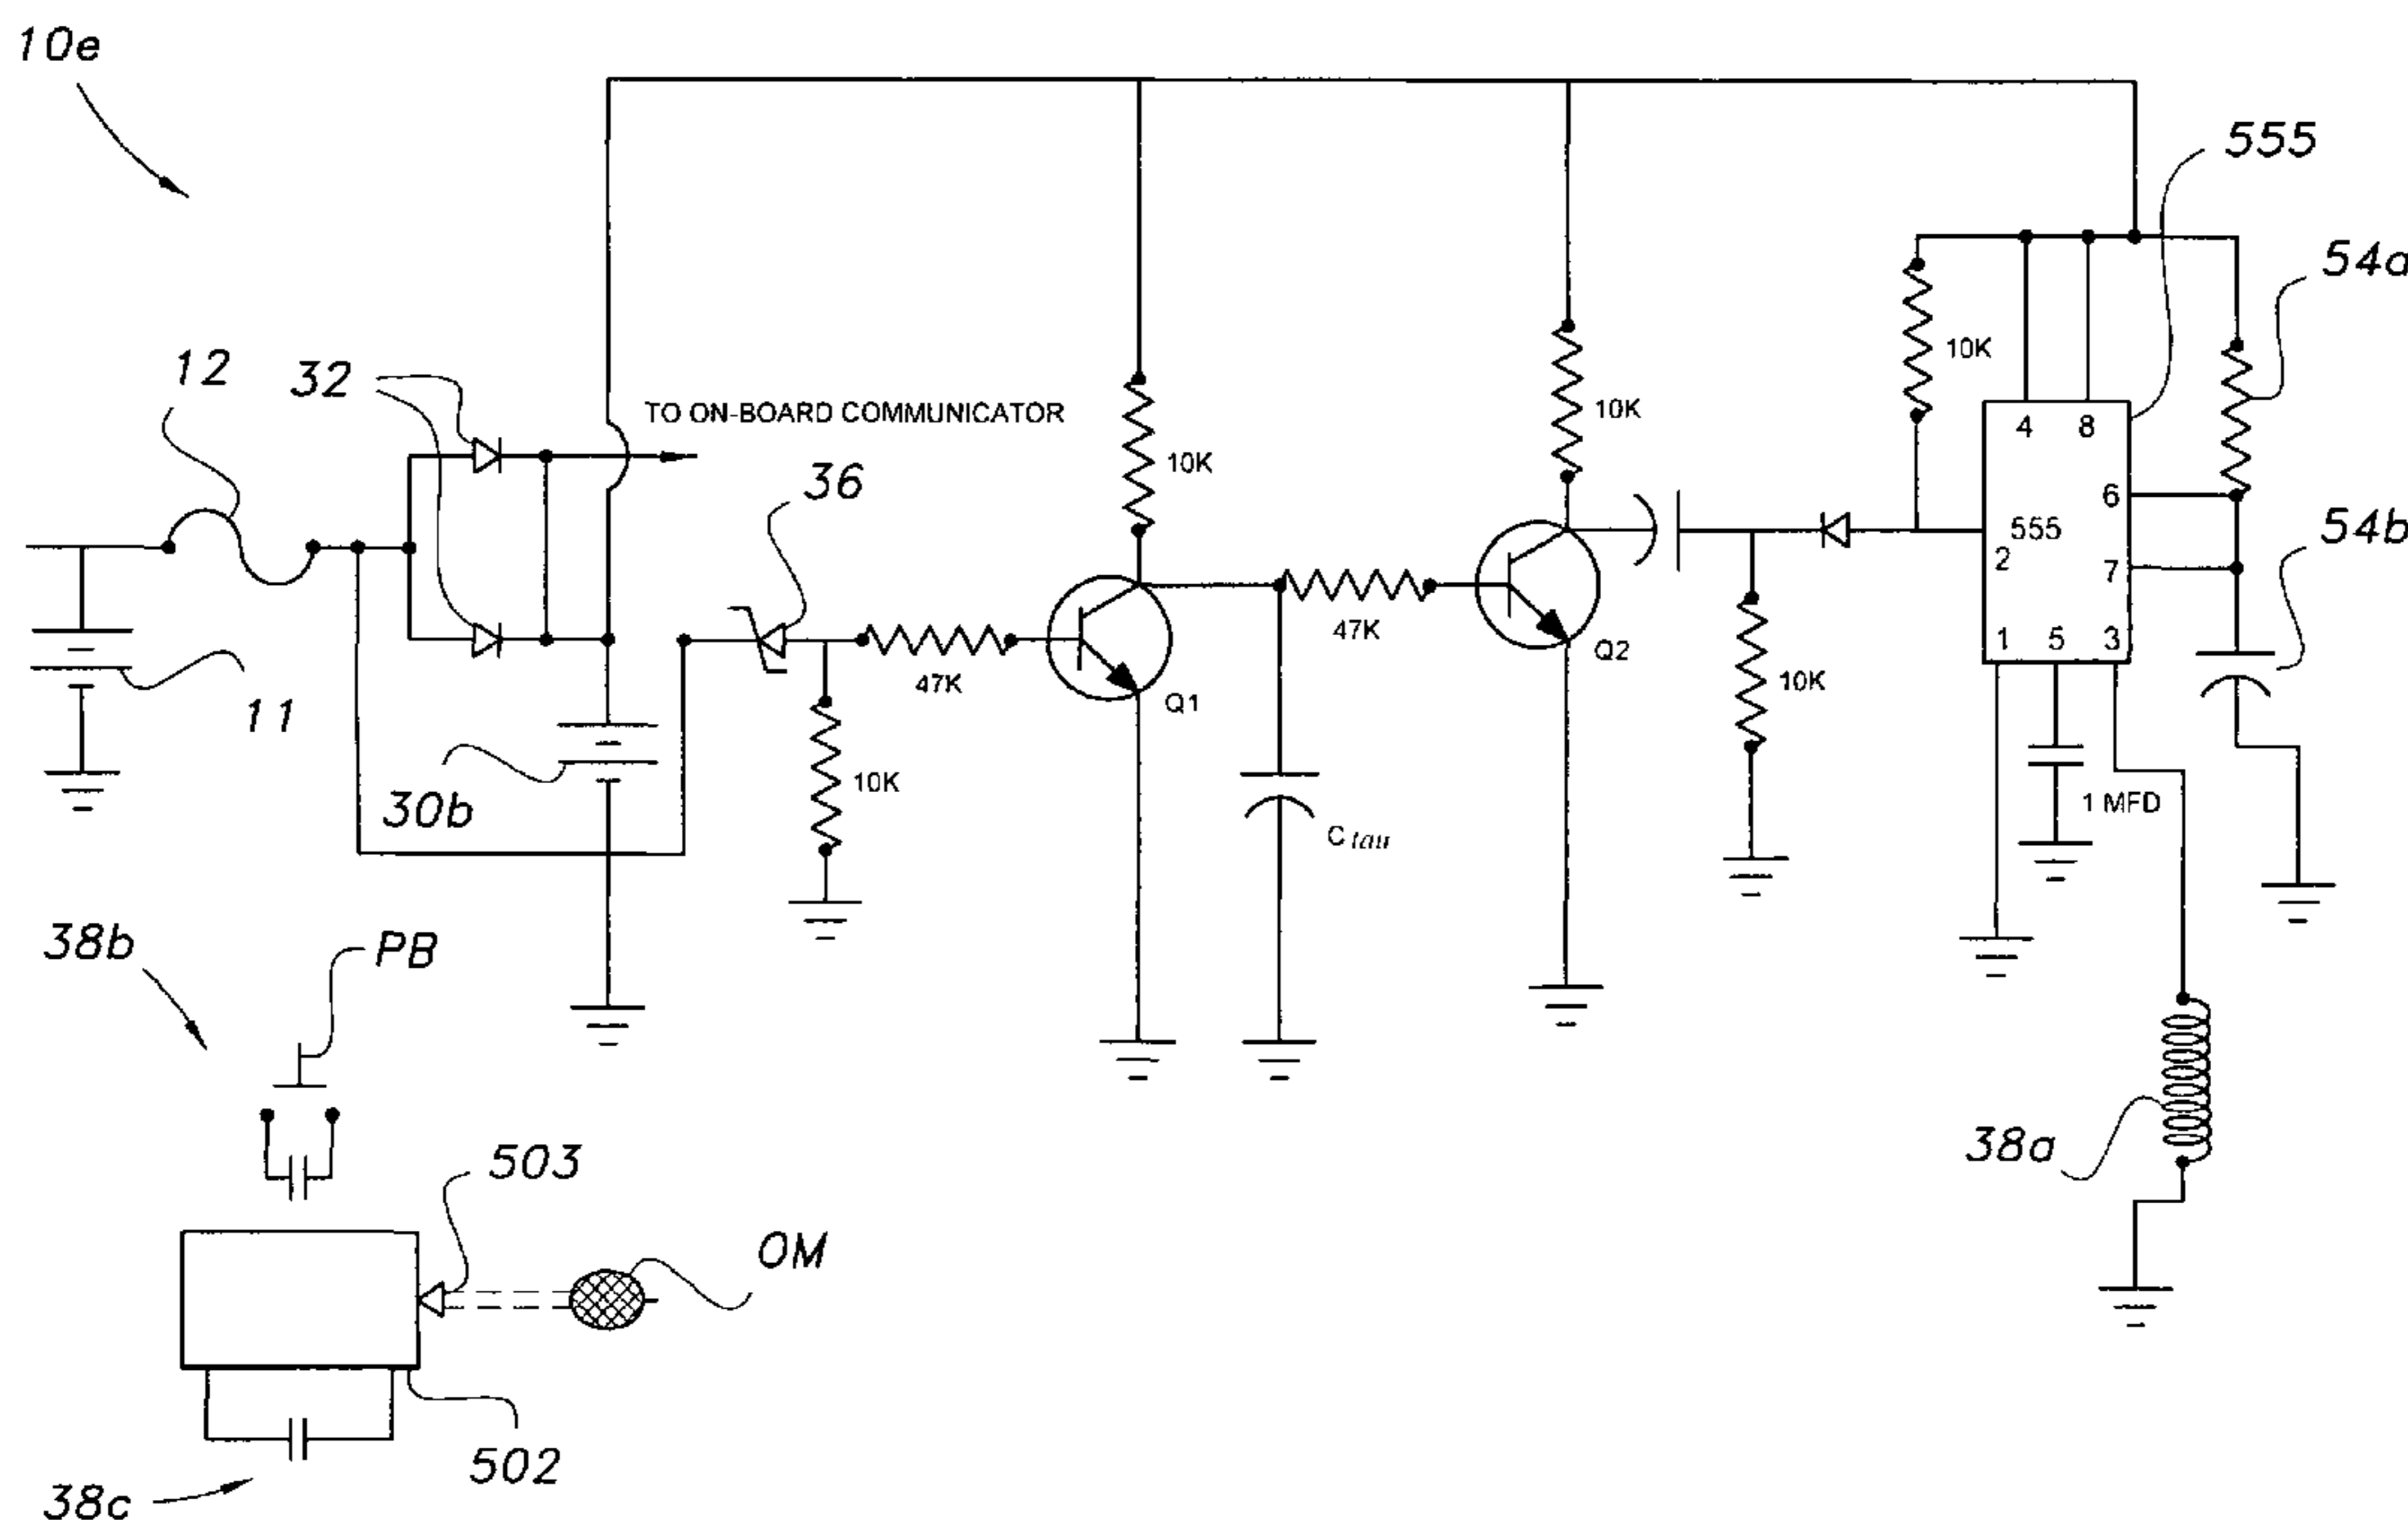 10e
555
54a
12
32
TO ON-BOARD COMMUNICATOR
10K
10K
10K
36
4 8
6
54b
555
2
7
47K
47K
Q1
Q2
10K
1 5 3
11
30b
10K
C tau
1 MFD
38b
PB
38a
503
OM
502
38c